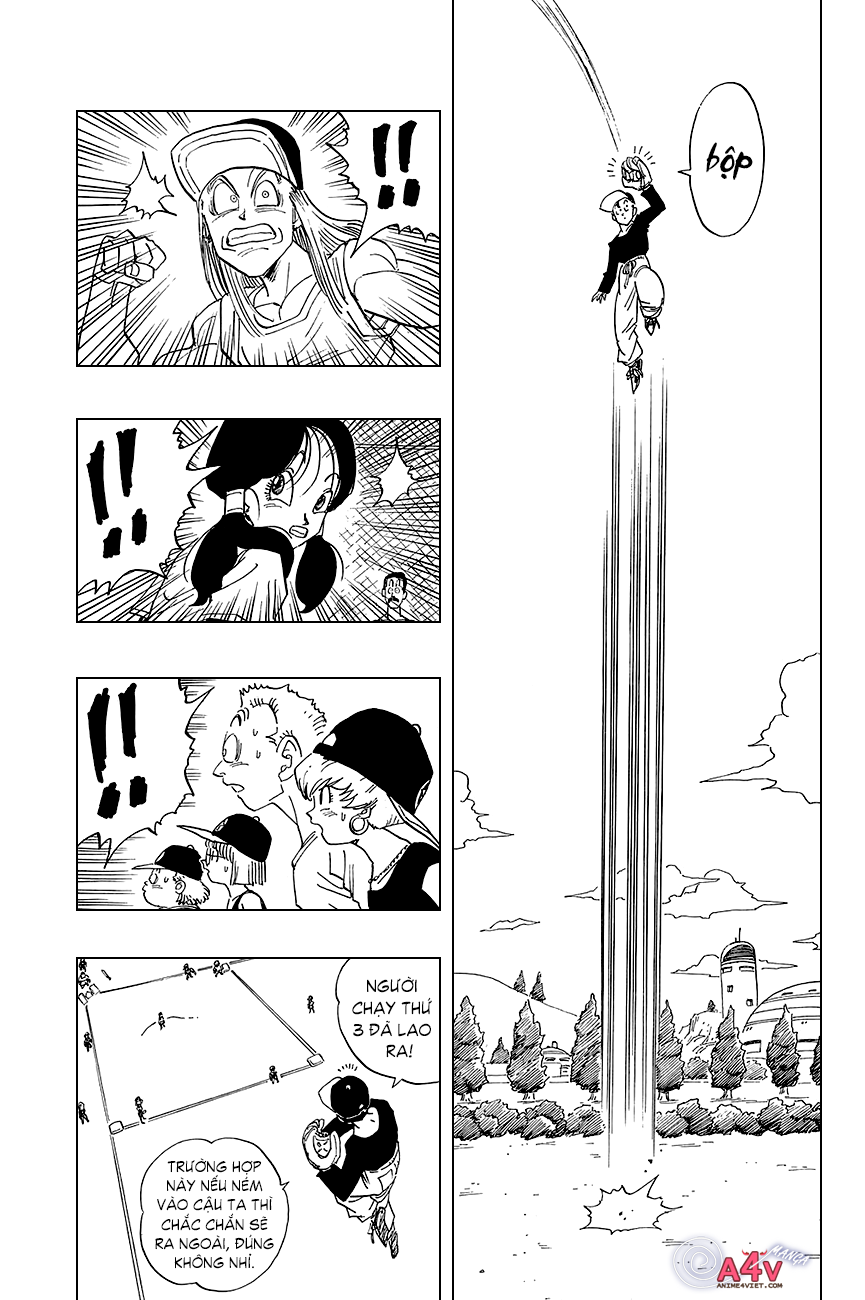 bộp
!!
!!
!!
NGƯỜI
CHẠY THỨ
3 ĐÃ LAO
RA!
TRƯỜNG HỢP
NÀY NẾU NÉM
VÀO CẬU TA THÌ
CHẮC CHẮN SẼ
RA NGOÀI, ĐÚNG
KHÔNG NHỈ.
A4V MANGA
ANIME4VIET.COM